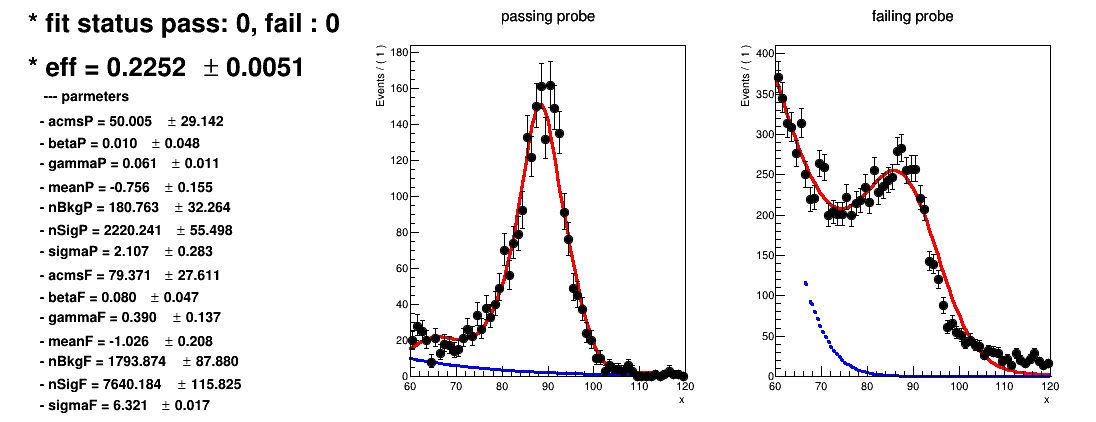 * fit status pass: 0, fail : 0
* eff = 0.2252 ± 0.0051
--- parmeters
- acmsP = 50.005 ± 29.142
- betaP = 0.010 ± 0.048
- gammaP = 0.061 ± 0.011
- meanP = -0.756 ± 0.155
- nBkgP = 180.763 ± 32.264
- nSigP = 2220.241 ± 55.498
- sigmaP = 2.107 ± 0.283
- acmsF = 79.371 ± 27.611
- betaF = 0.080 ± 0.047
- gammaF = 0.390 ± 0.137
- meanF = -1.026 ± 0.208
- nBkgF = 1793.874 ± 87.880
- nSigF = 7640.184 ± 115.825
- sigmaF = 6.321 ± 0.017
passing probe
Events / ( 1 )
180
160
140
120
100
80
60
40
20
0
60 70 80 90 100 110 120
x
failing probe
Events / ( 1 )
400
350
300
250
200
150
100
50
0
60 70 80 90 100 110 120
x